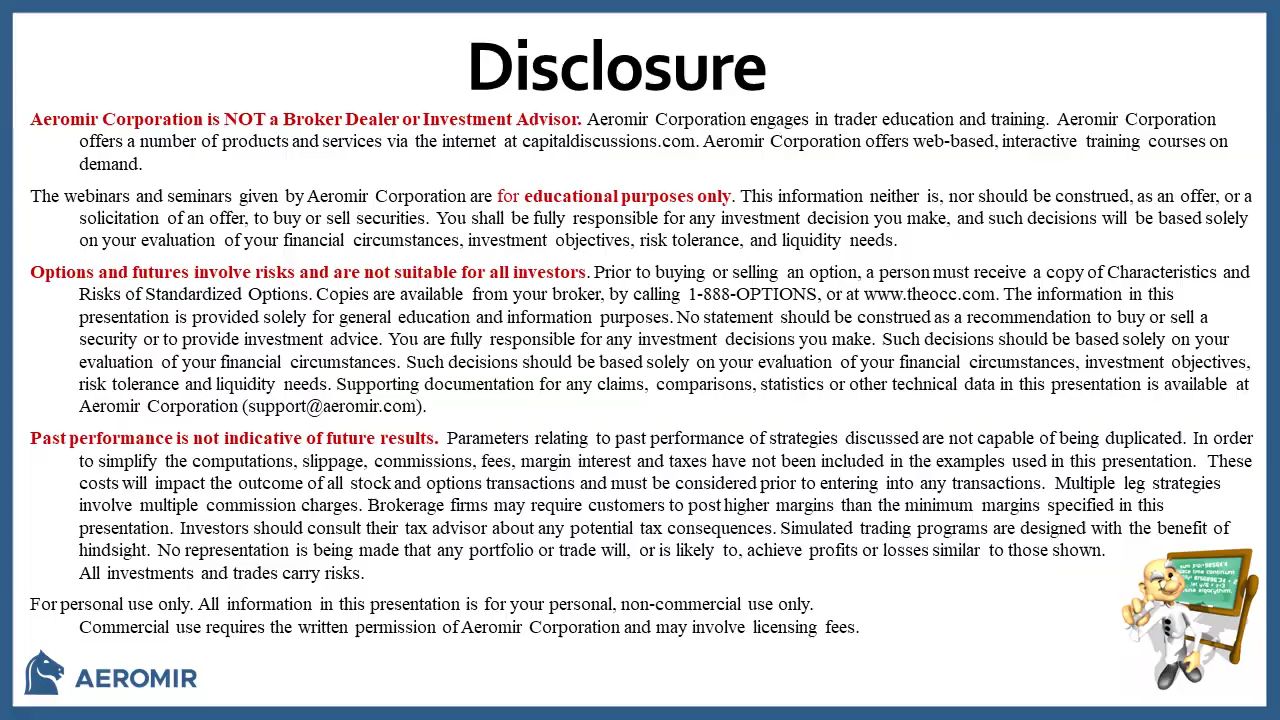 Disclosure
Aeromir Corporation is NOT a Broker Dealer or Investment Advisor. Aeromir Corporation engages in trader education and training. Aeromir Corporation
offers a number of products and services via the internet at capitaldiscussions.com. Aeromir Corporation offers web-based, interactive training courses on
demand.
The webinars and seminars given by Aeromir Corporation are for educational purposes only. This information neither is, nor should be construed, as an offer, or a
solicitation of an offer, to buy or sell securities. You shall be fully responsible for any investment decision you make, and such decisions will be based solely
on your evaluation of your financial circumstances, investment objectives, risk tolerance, and liquidity needs.
Options and futures involve risks and are not suitable for all investors. Prior to buying or selling an option, a person must receive a copy of Characteristics and
Risks of Standardized Options. Copies are available from your broker, by calling 1-888-OPTIONS, or at www.theocc.com. The information in this
presentation is provided solely for general education and information purposes. No statement should be construed as a recommendation to buy or sell a
security or to provide investment advice. You are fully responsible for any investment decisions you make. Such decisions should be based solely on your
evaluation of your financial circumstances. Such decisions should be based solely on your evaluation of your financial circumstances, investment objectives,
risk tolerance and liquidity needs. Supporting documentation for any claims, comparisons, statistics or other technical data in this presentation is available at
Aeromir Corporation (support@aeromir.com).
Past performance is not indicative of future results. Parameters relating to past performance of strategies discussed are not capable of being duplicated. In order
to simplify the computations, slippage, commissions, fees, margin interest and taxes have not been included in the examples used in this presentation. These
costs will impact the outcome of all stock and options transactions and must be considered prior to entering into any transactions. Multiple leg strategies
involve multiple commission charges. Brokerage firms may require customers to post higher margins than the minimum margins specified in this
presentation. Investors should consult their tax advisor about any potential tax consequences. Simulated trading programs are designed with the benefit of
hindsight. No representation is being made that any portfolio or trade will, or is likely to, achieve profits or losses similar to those shown.
All investments and trades carry risks.
For personal use only. All information in this presentation is for your personal, non-commercial use only.
Commercial use requires the written permission of Aeromir Corporation and may involve licensing fees.
AEROMIR